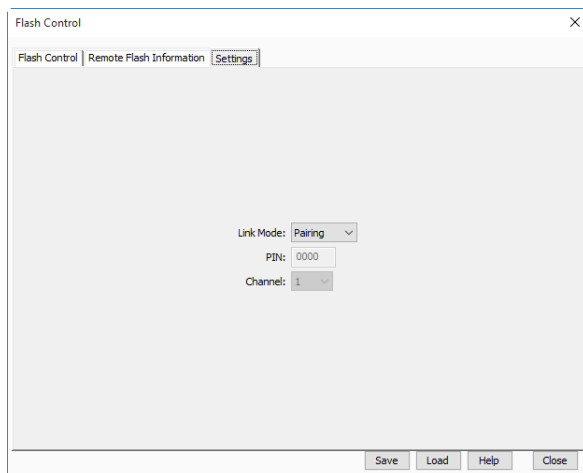 Flash Control
Flash Control Remote Flash Information Settings
Link Mode: Pairing
PIN: 0000
Channel: 1
Save Load Help Close